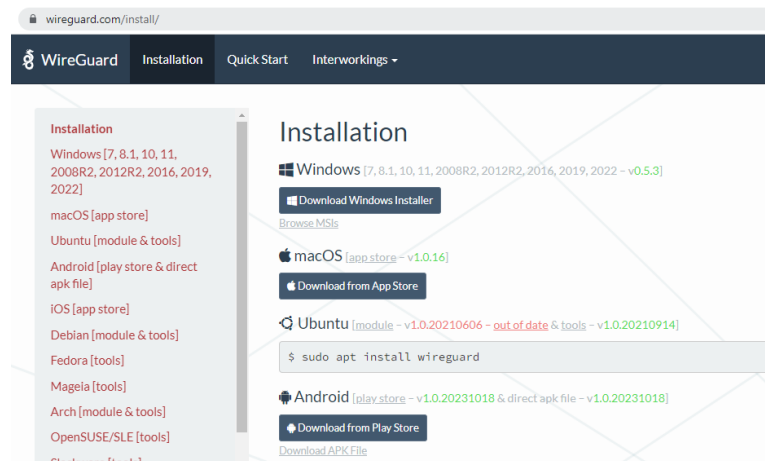 wireguard.com/install/
WireGuard Installation Quick Start Interworkings
Installation
Windows [7, 8.1, 10, 11,
2008R2, 2012R2, 2016, 2019,
2022]
macOS [app store]
Ubuntu [module & tools]
Android [play store & direct
apk file]
iOS [app store]
Debian [module & tools]
Fedora [tools]
Mageia [tools]
Arch [module & tools]
OpenSUSE/SLE [tools]
Installation
Windows [7, 8.1, 10, 11, 2008R2, 2012R2, 2016, 2019, 2022 – v0.5.3]
Download Windows Installer
Browse MSIs
macOS [app store – v1.0.16]
Download from App Store
Ubuntu [module – v1.0.20210606 – out of date & tools – v1.0.20210914]
$ sudo apt install wireguard
Android [play store – v1.0.20231018 & direct apk file – v1.0.20231018]
Download from Play Store
Download APK File